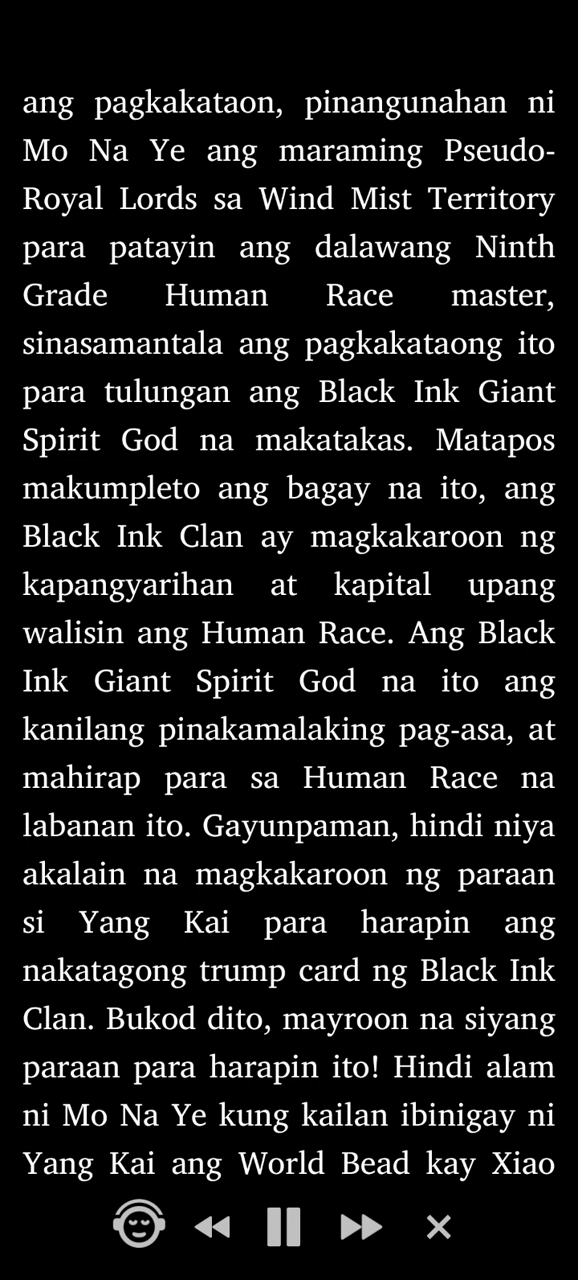 ang pagkakataon, pinangunahan ni
Mo Na Ye ang maraming Pseudo-
Royal Lords sa Wind Mist Territory
para patayin ang dalawang Ninth
Grade Human Race master,
sinasamantala ang pagkakataong ito
para tulungan ang Black Ink Giant
Spirit God na makatakas. Matapos
makumpleto ang bagay na ito, ang
Black Ink Clan ay magkakaroon ng
kapangyarihan at kapital upang
walisin ang Human Race. Ang Black
Ink Giant Spirit God na ito ang
kanilang pinakamalaking pag-asa, at
mahirap para sa Human Race na
labanan ito. Gayunpaman, hindi niya
akalain na magkakaroon ng paraan
si Yang Kai para harapin ang
nakatagong trump card ng Black Ink
Clan. Bukod dito, mayroon na siyang
paraan para harapin ito! Hindi alam
ni Mo Na Ye kung kailan ibinigay ni
Yang Kai ang World Bead kay Xiao